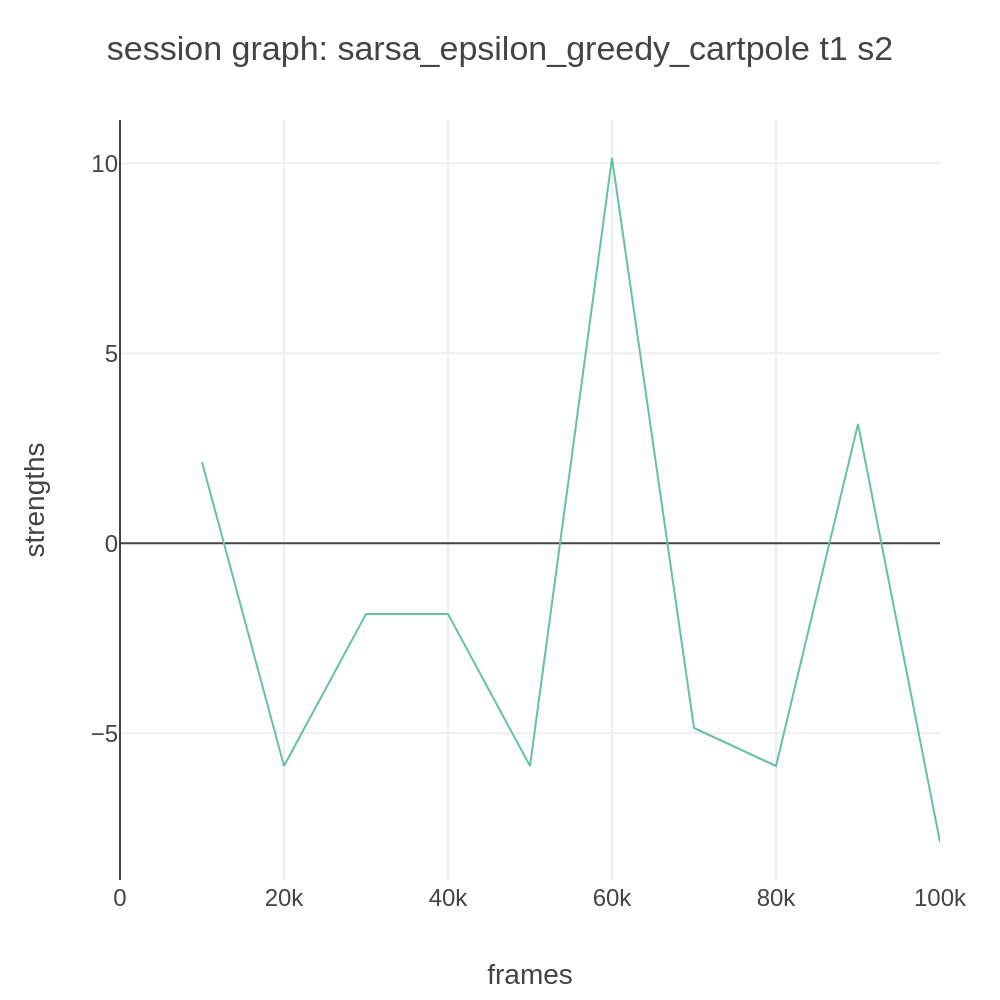 session graph: sarsa_epsilon_greedy_cartpole t1 s2
10
5
0
−5
strengths
0
20k
40k
60k
80k
100k
frames